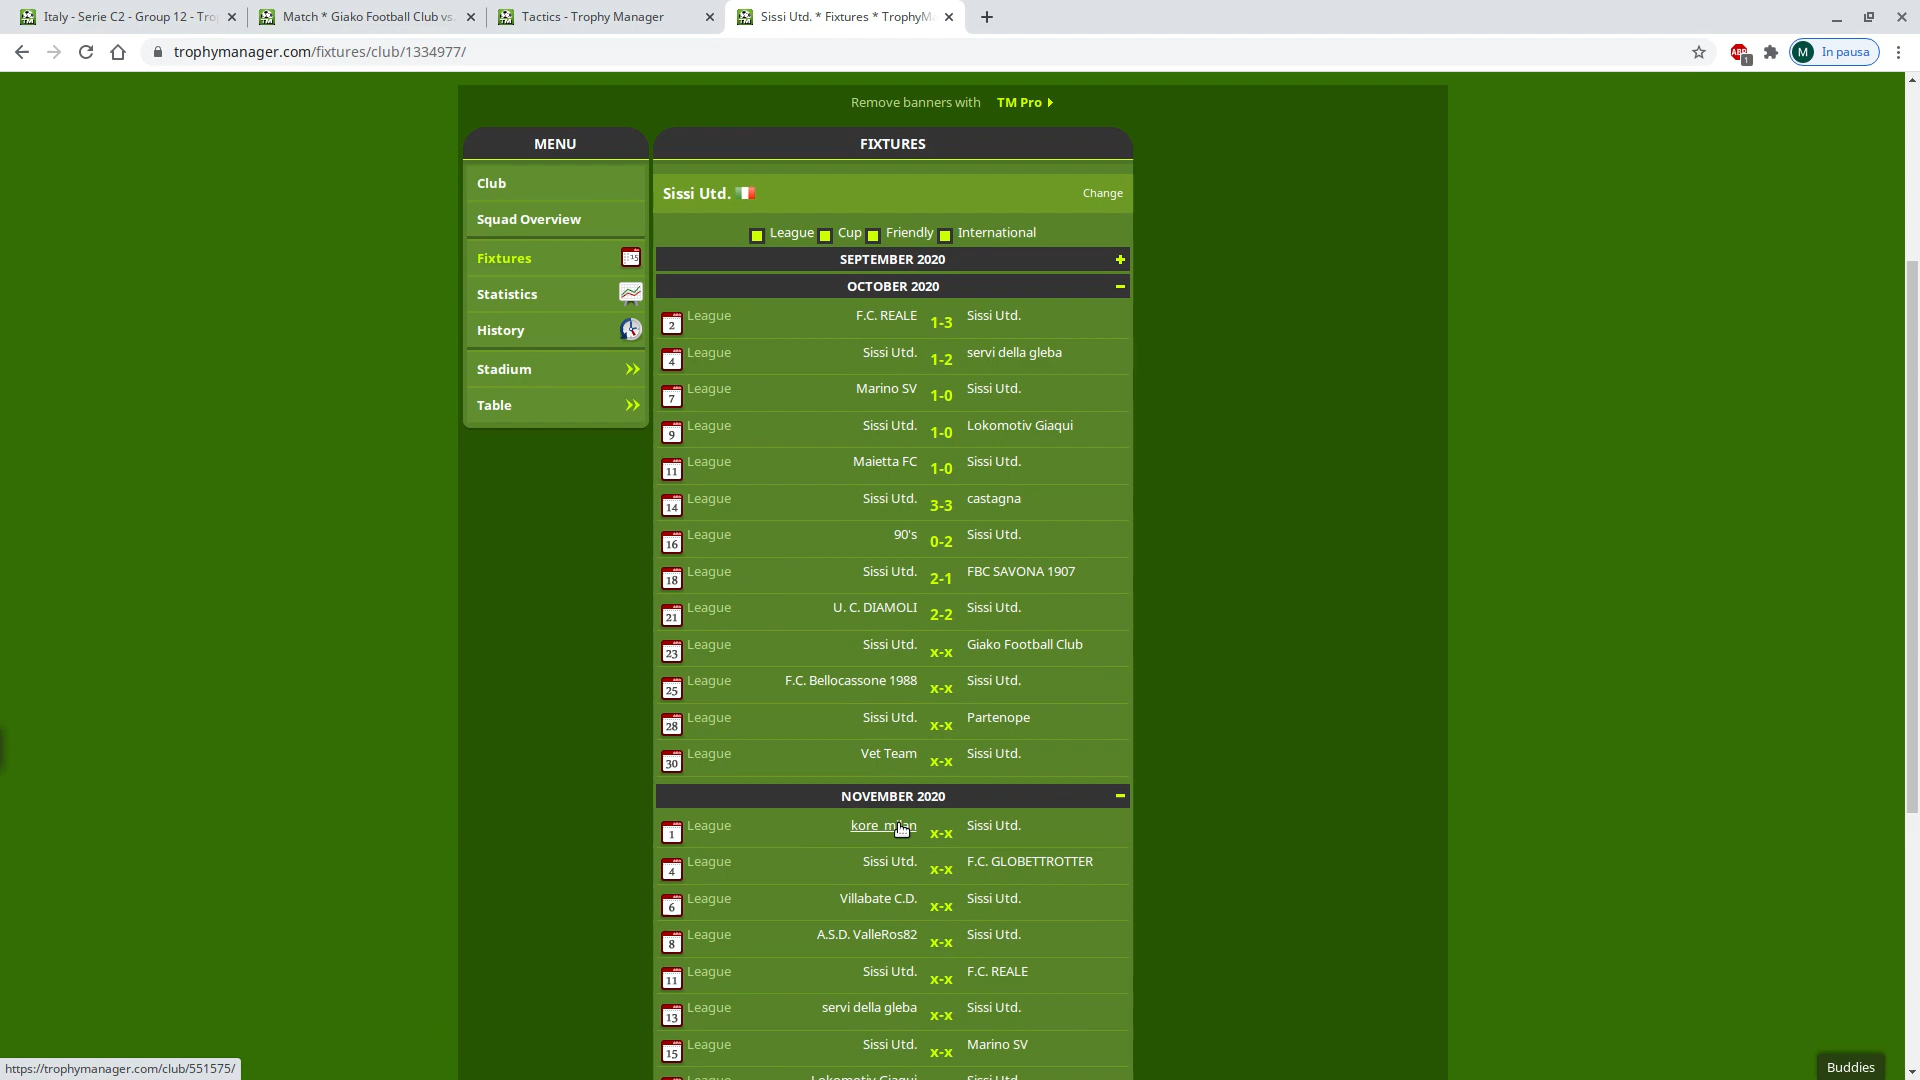 Italy - Serie C2 - Group 12 - Tro
Match * Giako Football Club vs.
Tactics - Trophy Manager
Sissi Utd. * Fixtures * TrophyM
trophymanager.com/fixtures/club/1334977/
ABP
1
M In pausa
Remove banners with TM Pro
MENU
Club
Squad Overview
Fixtures
Statistics
History
Stadium
Table
FIXTURES
Sissi Utd.
Change
League Cup Friendly International
SEPTEMBER 2020
OCTOBER 2020
2 League F.C. REALE 1-3 Sissi Utd.
4 League Sissi Utd. 1-2 servi della gleba
7 League Marino SV 1-0 Sissi Utd.
9 League Sissi Utd. 1-0 Lokomotiv Giaqui
11 League Maietta FC 1-0 Sissi Utd.
14 League Sissi Utd. 3-3 castagna
16 League 90's 0-2 Sissi Utd.
18 League Sissi Utd. 2-1 FBC SAVONA 1907
21 League U. C. DIAMOLI 2-2 Sissi Utd.
23 League Sissi Utd. x-x Giako Football Club
25 League F.C. Bellocassone 1988 x-x Sissi Utd.
28 League Sissi Utd. x-x Partenope
30 League Vet Team x-x Sissi Utd.
NOVEMBER 2020
1 League kore_milan x-x Sissi Utd.
4 League Sissi Utd. x-x F.C. GLOBETTROTTER
6 League Villabate C.D. x-x Sissi Utd.
8 League A.S.D. ValleRos82 x-x Sissi Utd.
11 League Sissi Utd. x-x F.C. REALE
13 League servi della gleba x-x Sissi Utd.
15 League Sissi Utd. x-x Marino SV
League Lokomotiv Giaqui Sissi Utd.
https://trophymanager.com/club/551575/
Buddies